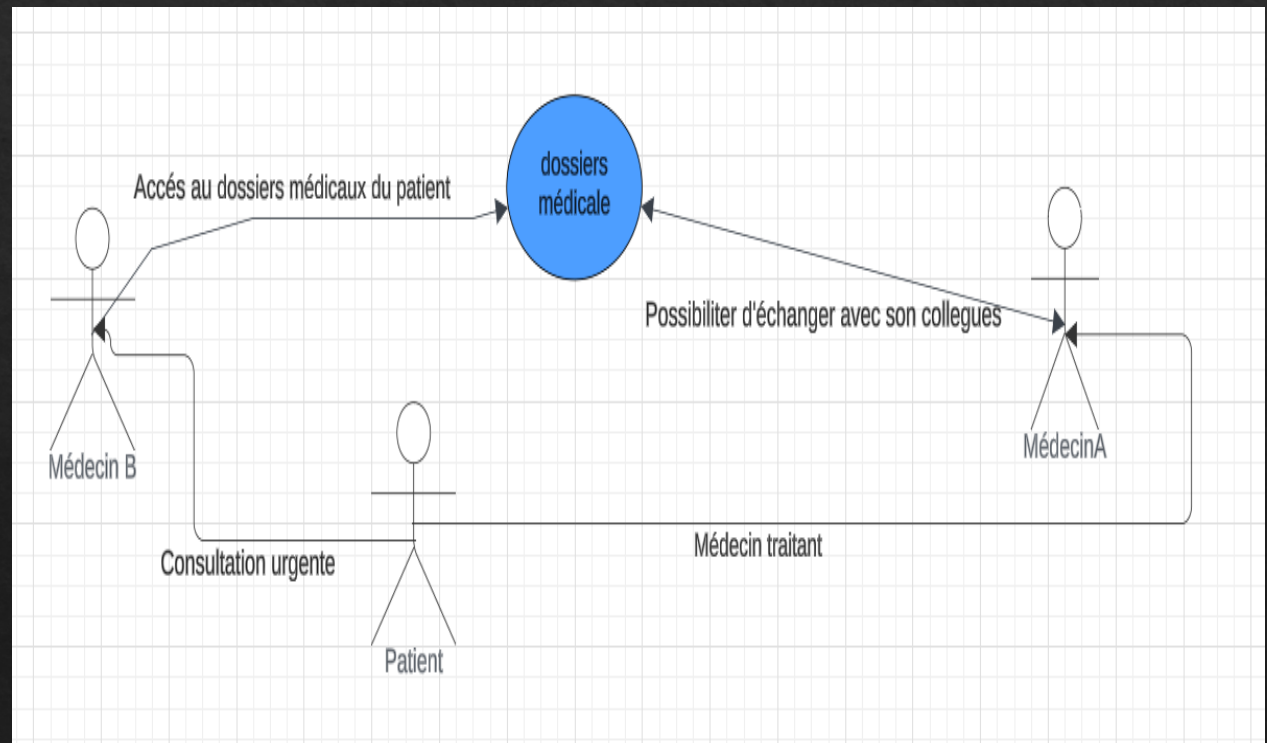 dossiers
médicale
Accés au dossiers médicaux du patient
Possibiliter d'échanger avec son collegues
MédecinA
Médecin B
Médecin traitant
Consultation urgente
Patient